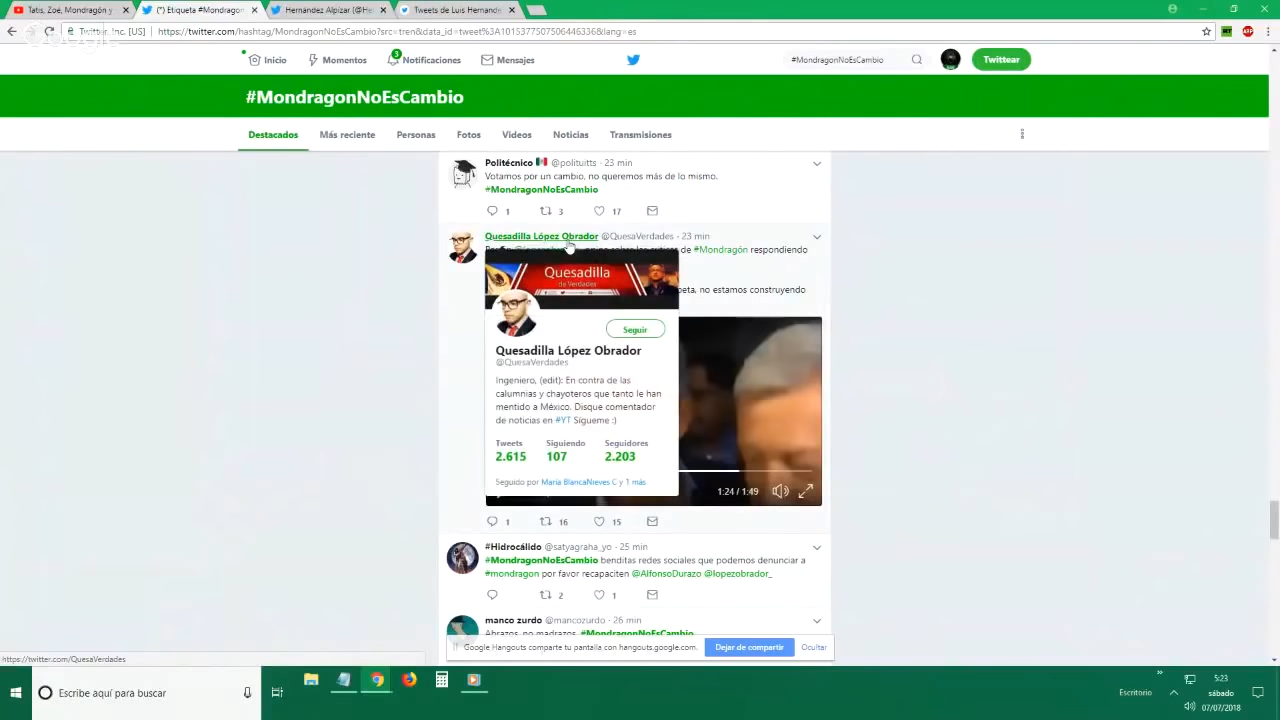 Tatiz, Zoé, Mondragón y
(*) Etiqueta #Mondragon
Hernández Alpízar (@He
Tweets de Luis Hernande
Twitter, Inc. [US]
https://twitter.com/hashtag/MondragonNoEsCambio?src=tren&data_id=tweet%3A1015377507506446336&lang=es
ABP
Inicio
Momentos
3
Notificaciones
Mensajes
#MondragonNoEsCambio
Twittear
#MondragonNoEsCambio
Destacados
Más reciente
Personas
Fotos
Videos
Noticias
Transmisiones
Politécnico @polituitts · 23 min
Votamos por un cambio, no queremos más de lo mismo.
#MondragonNoEsCambio
1 3 17
Quesadilla López Obrador @QuesaVerdades · 23 min
de #Mondragón respondiendo
no estamos construyendo
Quesadilla
de Verdades
Seguir
Quesadilla López Obrador
@QuesaVerdades
Ingeniero, (edit): En contra de las
calumnias y chayoteros que tanto le han
mentido a México. Disque comentador
de noticias en #YT Sígueme :)
Tweets Siguiendo Seguidores
2.615 107 2.203
Seguido por María BlancaNieves C y 1 más
1:24 / 1:49
1 16 15
#Hidrocálido @satyagraha_yo · 25 min
#MondragonNoEsCambio benditas redes sociales que podemos denunciar a
#mondragon por favor recapaciten @AlfonsoDurazo @lopezobrador_
2 1
manco zurdo @mancozurdo · 26 min
Abrazos, no madrazos. #MondragonNoEsCambio
Google Hangouts comparte tu pantalla con hangouts.google.com.
Dejar de compartir
Ocultar
https://twitter.com/QuesaVerdades
Escribe aquí para buscar
Escritorio
5:23
sábado
07/07/2018